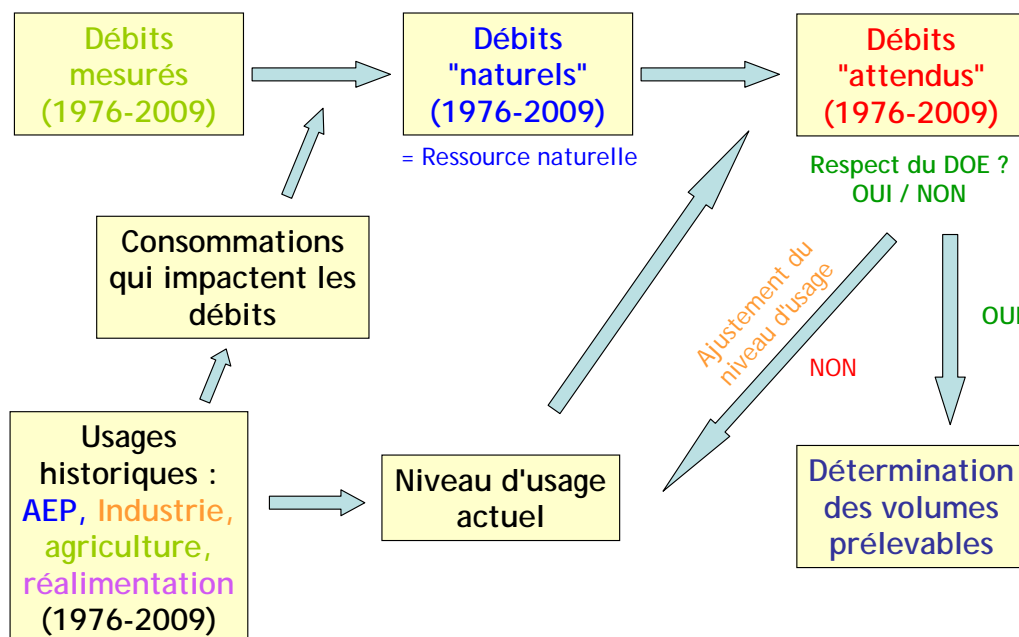 Débits
mesurés
(1976-2009)
Débits
"naturels"
(1976-2009)
= Ressource naturelle
Débits
"attendus"
(1976-2009)
Respect du DOE ?
OUI / NON
Consommations
qui impactent les
débits
Ajustement du
niveau d'usage
NON
OUI
Usages
historiques :
AEP, Industrie,
agriculture,
réalimentation
(1976-2009)
Niveau d'usage
actuel
Détermination
des volumes
prélevables